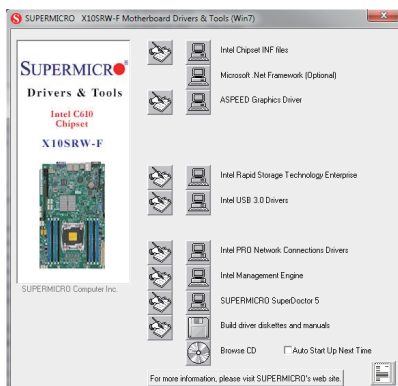 SUPERMICRO X10SRW-F Motherboard Drivers & Tools (Win7)
SUPERMICR
Drivers & Tools
Intel C610
Chipset
X10SRW-F
SUPERMICRO Computer Inc.
Intel Chipset INF files
Microsoft .Net Framework (Optional)
ASPEED Graphics Driver
Intel Rapid Storage Technology Enterprise
Intel USB 3.0 Drivers
Intel PRO Network Connections Drivers
Intel Management Engine
SUPERMICRO SuperDoctor 5
Build driver diskettes and manuals
Browse CD
Auto Start Up Next Time
For more information, please visit SUPERMICRO's web site.